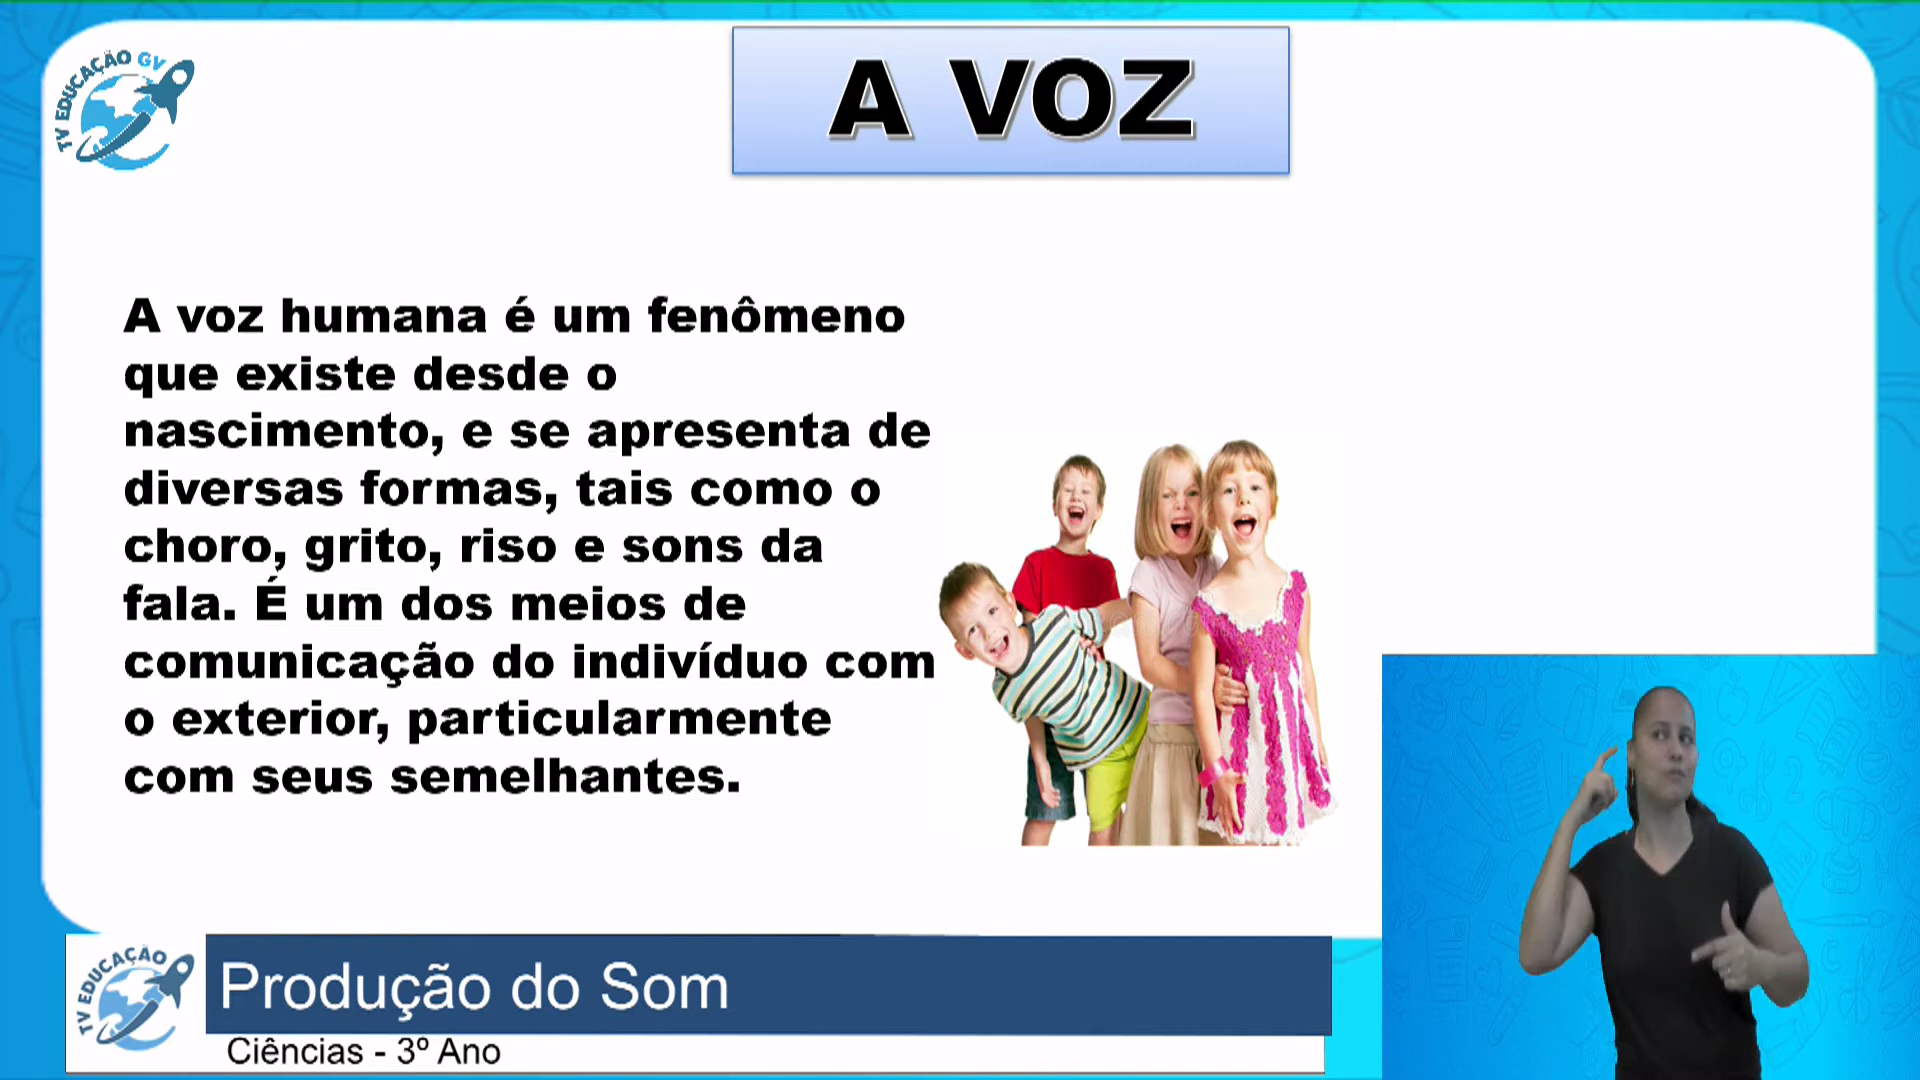 TV EDUCAÇÃO GV
A VOZ
A voz humana é um fenômeno
que existe desde o
nascimento, e se apresenta de
diversas formas, tais como o
choro, grito, riso e sons da
fala. É um dos meios de
comunicação do indivíduo com
o exterior, particularmente
com seus semelhantes.
TV EDUCAÇÃO
Produção do Som
Ciências - 3º Ano